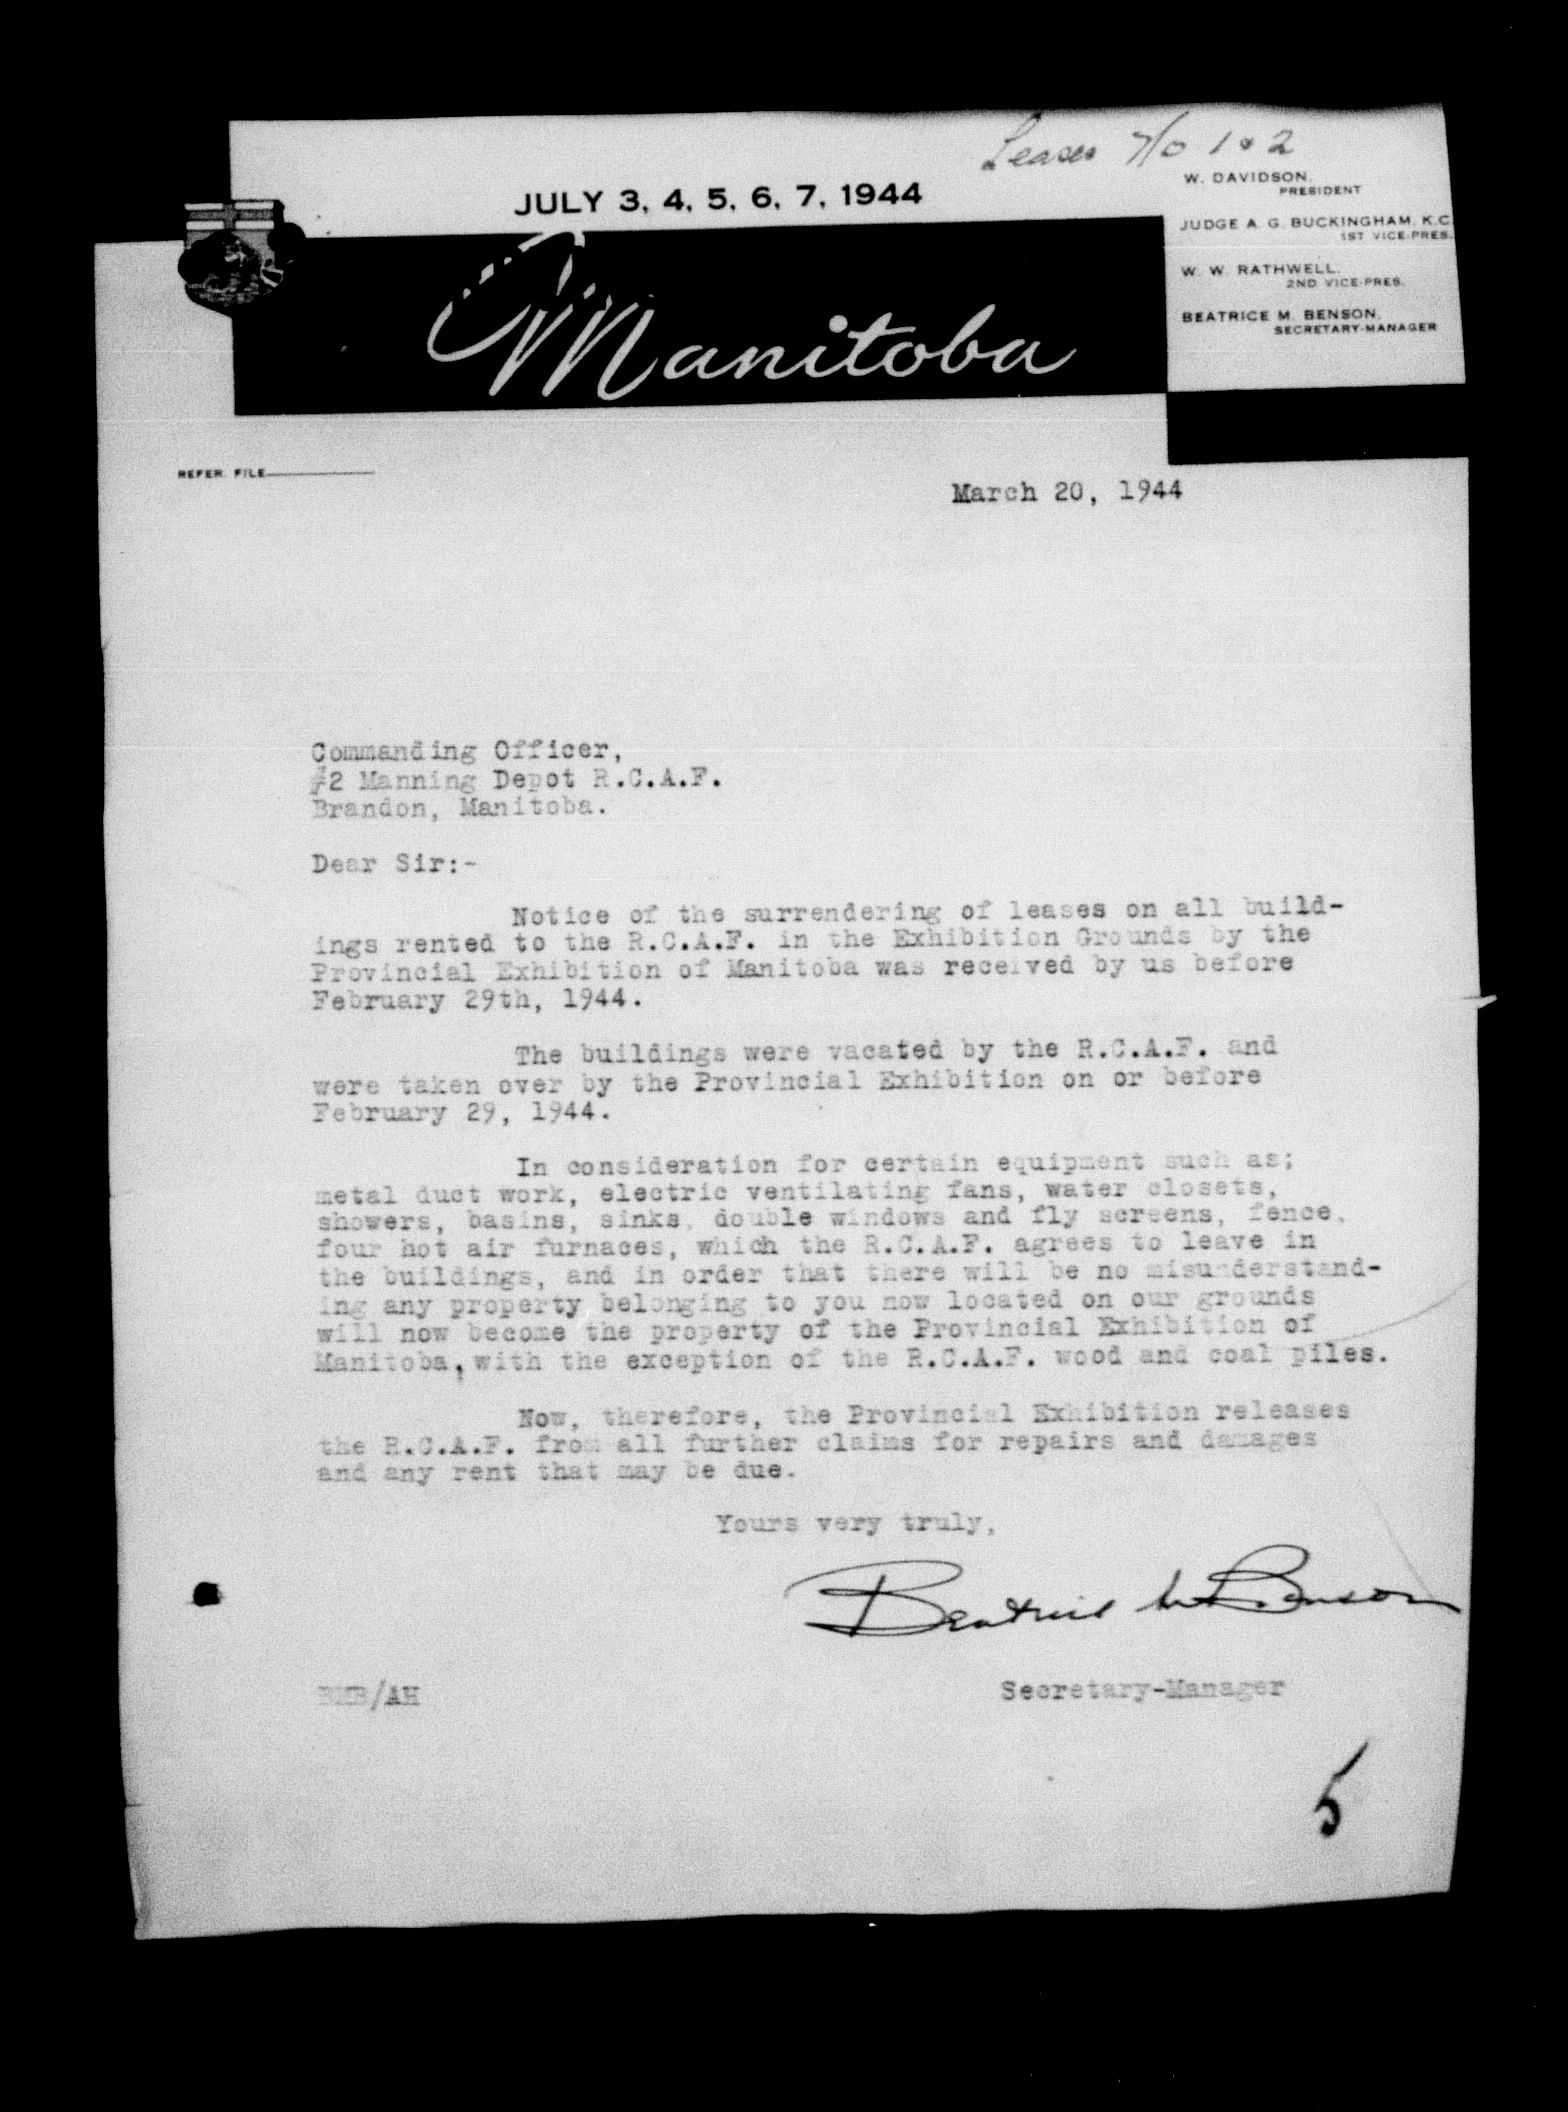 Leases No 1 & 2
JULY 3, 4, 5, 6, 7, 1944
W. DAVIDSON,
PRESIDENT
JUDGE A. G. BUCKINGHAM, K.C.
1ST VICE-PRES.
W. W. RATHWELL,
2ND VICE-PRES.
BEATRICE M. BENSON,
SECRETARY-MANAGER
Manitoba
REFER FILE
March 20, 1944
Commanding Officer,
#2 Manning Depot R.C.A.F.
Brandon, Manitoba.
Dear Sir:-
Notice of the surrendering of leases on all build-
ings rented to the R.C.A.F. in the Exhibition Grounds by the
Provincial Exhibition of Manitoba was received by us before
February 29th, 1944.
The buildings were vacated by the R.C.A.F. and
were taken over by the Provincial Exhibition on or before
February 29, 1944.
In consideration for certain equipment such as;
metal duct work, electric ventilating fans, water closets,
showers, basins, sinks, double windows and fly screens, fence,
four hot air furnaces, which the R.C.A.F. agrees to leave in
the buildings, and in order that there will be no misunderstand-
ing any property belonging to you now located on our grounds
will now become the property of the Provincial Exhibition of
Manitoba, with the exception of the R.C.A.F. wood and coal piles.
Now, therefore, the Provincial Exhibition releases
the R.C.A.F. from all further claims for repairs and damages
and any rent that may be due.
Yours very truly,
Beatrice M Benson
BMB/AH
Secretary-Manager
5